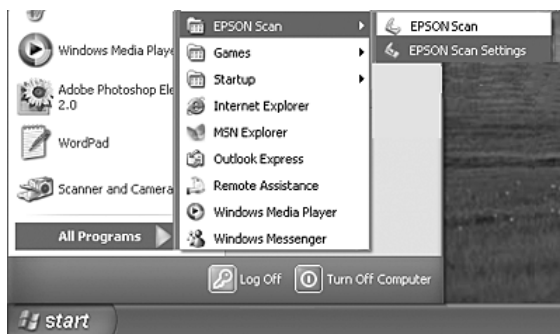 Windows Media Playe
Adobe Photoshop Ele
2.0
WordPad
Scanner and Camera
All Programs
EPSON Scan
Games
Startup
Internet Explorer
MSN Explorer
Outlook Express
Remote Assistance
Windows Media Player
Windows Messenger
EPSON Scan
EPSON Scan Settings
Log Off
Turn Off Computer
start